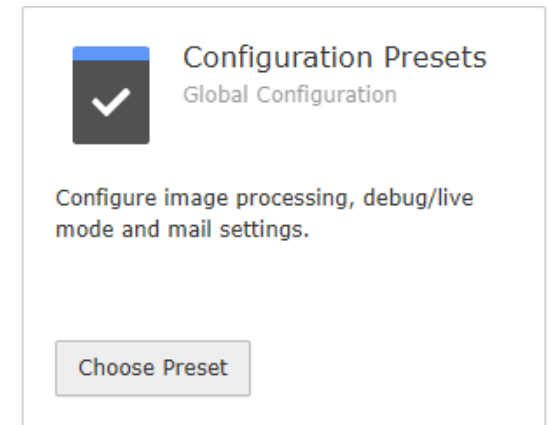 Configuration Presets
Global Configuration
Configure image processing, debug/live
mode and mail settings.
Choose Preset